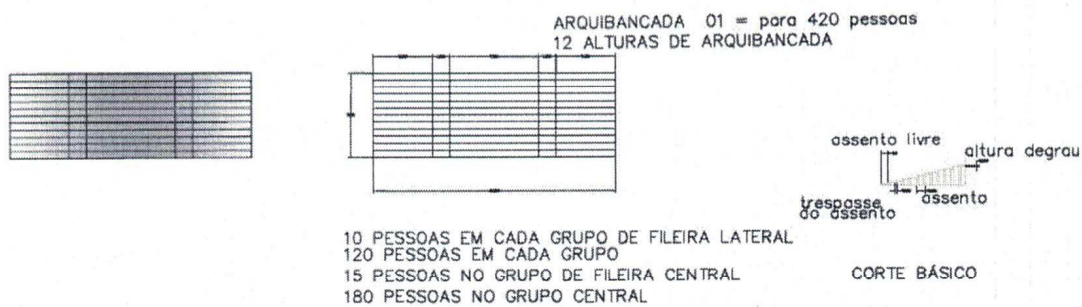 ARQUIBANCADA 01 = para 420 pessoas
12 ALTURAS DE ARQUIBANCADA
assento livre
altura degrau
trespasse
do assento
assento
10 PESSOAS EM CADA GRUPO DE FILEIRA LATERAL
120 PESSOAS EM CADA GRUPO
15 PESSOAS NO GRUPO DE FILEIRA CENTRAL
180 PESSOAS NO GRUPO CENTRAL
CORTE BÁSICO